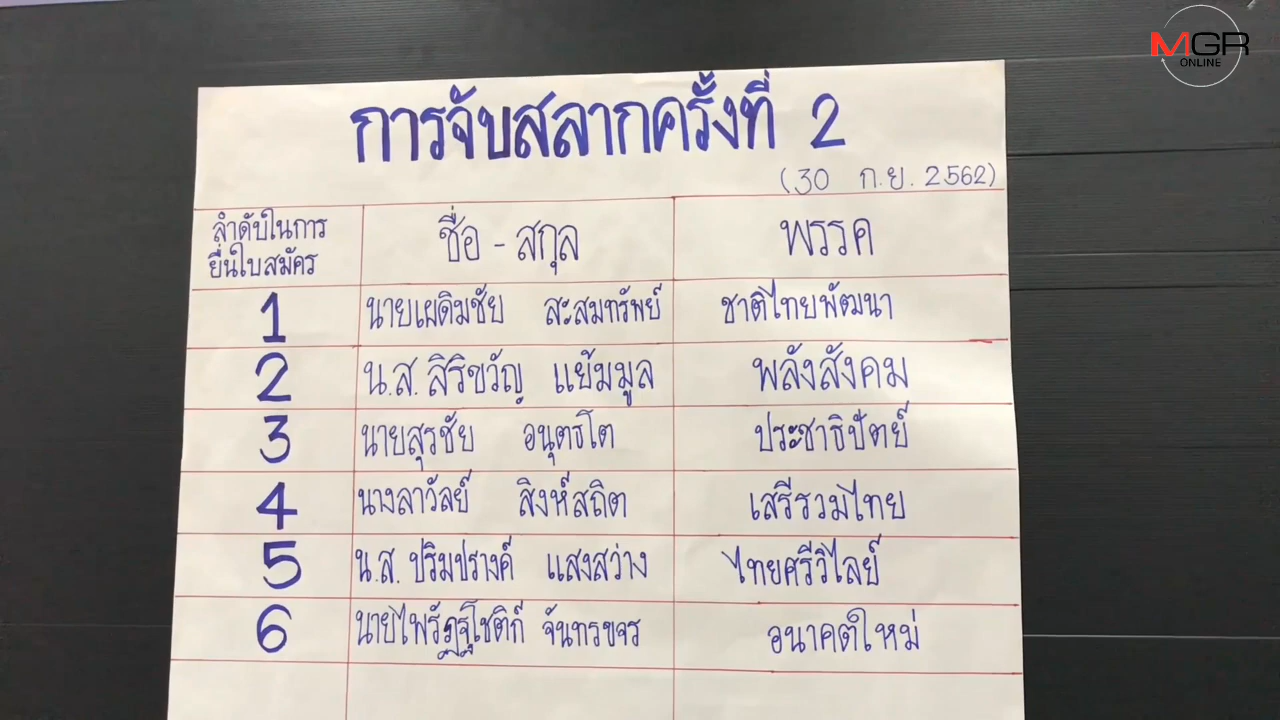 MGR
ONLINE
การจับสลากครั้งที่ 2
(30 ก.ย. 2562)
ลำดับในการ
ยื่นใบสมัคร
ชื่อ - สกุล
พรรค
1 นายเผดิมชัย สะสมทรัพย์ ชาติไทยพัฒนา
2 น.ส. สิริขวัญ แย้มมูล พลังสังคม
3 นายสุรชัย อนุตธโต ประชาธิปัตย์
4 นางลาวัลย์ สิงห์สถิต เสรีรวมไทย
5 น.ส. ปริมปรางค์ แสงสว่าง ไทยศรีวิไลย์
6 นายไพรัฏฐโชติก์ จันทรขจร อนาคตใหม่